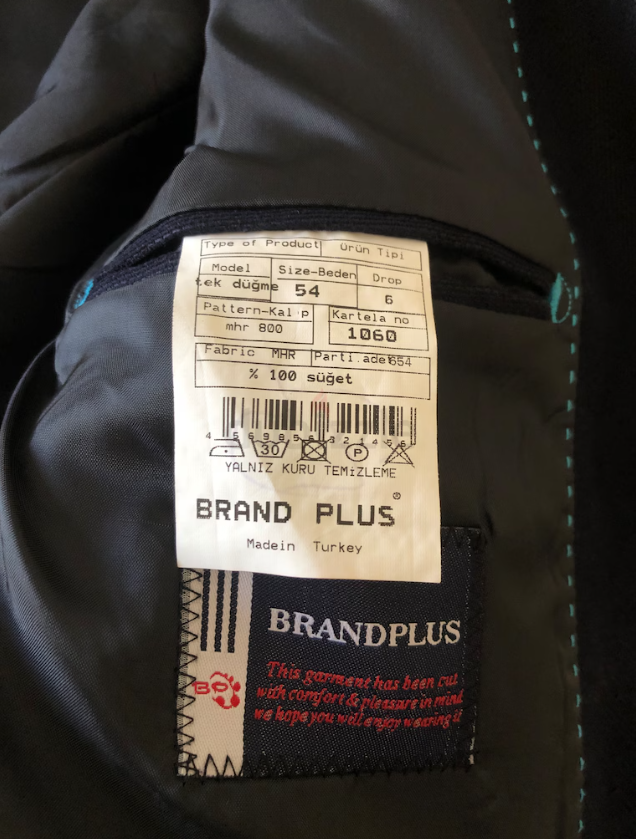 Type of Product Ürün Tipi
Model Size-Beden Drop
tek düğme 54 6
Pattern-Kalıp Kartela no
mhr 800 1060
Fabric MHR Parti.adet654
% 100 süğet
30 P
YALNIZ KURU TEMİZLEME
BRAND PLUS®
Madein Turkey
BRANDPLUS
BP
This garment has been cut
with comfort & pleasure in mind
we hope you will enjoy wearing it